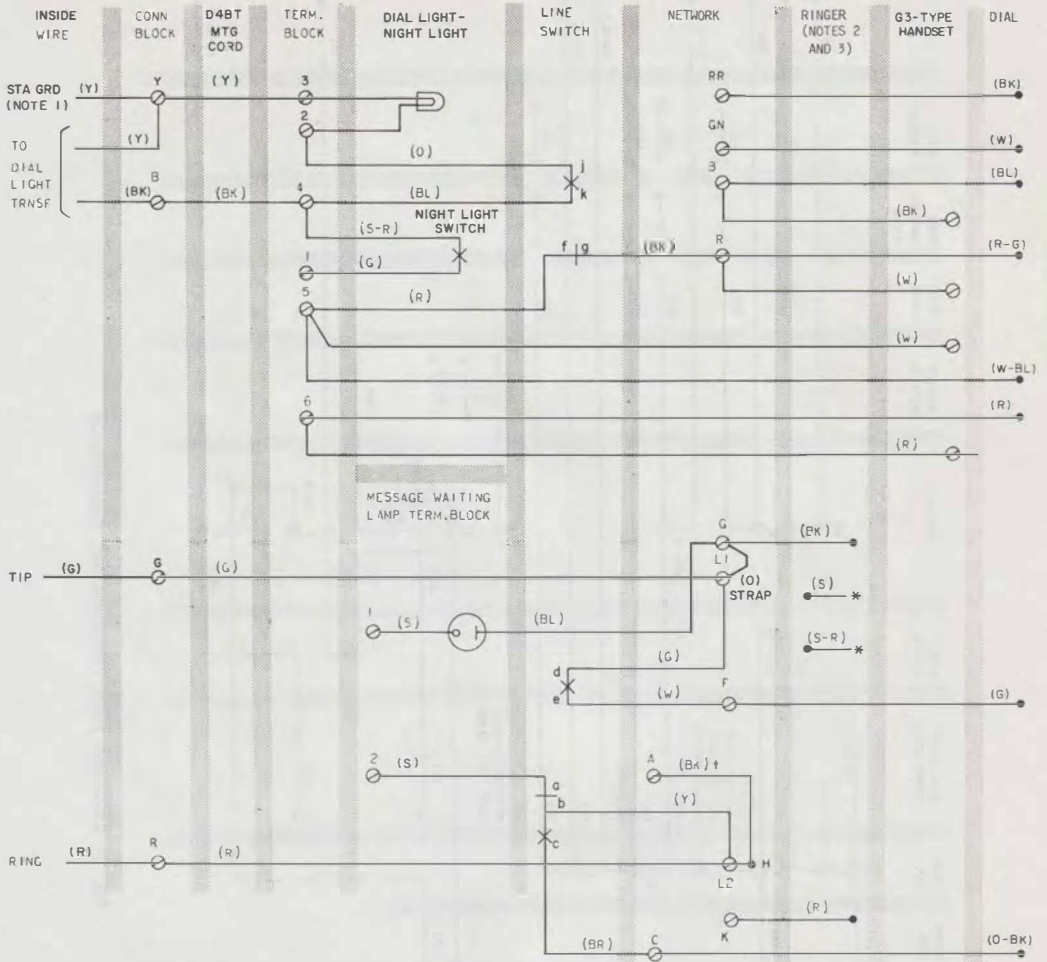 INSIDE
WIRE
CONN
BLOCK
D4BT
MTG
CORD
TERM.
BLOCK
DIAL LIGHT-
NIGHT LIGHT
LINE
SWITCH
NETWORK
RINGER
(NOTES 2
AND 3)
G3-TYPE
HANDSET
DIAL
STA GRD (Y) Y (Y) 3
(NOTE 1)
RR (BK)
2
TO (Y)
GN (W)
DIAL
LIGHT
TRNSF
(O) j
B (BL)
(BK) B (BK) 4 (BL) k
(BK)
(S-R) NIGHT LIGHT
SWITCH
(G)
f g (BK) R (R-G)
(W)
5 (R)
(W)
(W-BL)
6 (R)
(R)
MESSAGE WAITING
LAMP TERM.BLOCK
G (BK)
L1
TIP (G) G (G)
(O)
STRAP
(S) *
1 (S) (BL)
(S-R) *
d (G)
e (W) F (G)
2 (S) A (BK)t
a
b (Y)
c
RING (R) R (R) H
L2
K (R)
(BR) C (O-BK)